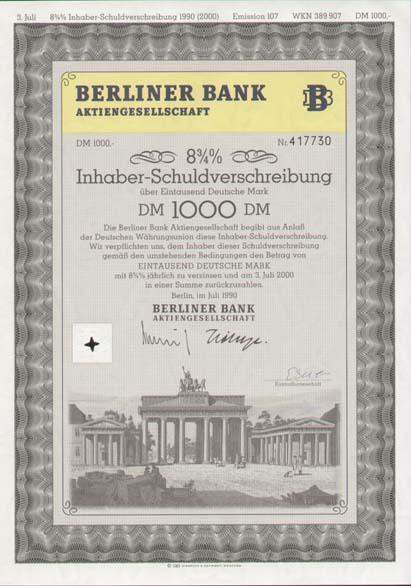 3. Juli 8¾% Inhaber-Schuldverschreibung 1990 (2000) Emission 107 WKN 389 907 DM 1000,-
BERLINER BANK
AKTIENGESELLSCHAFT
DM 1000,- Nr. 417730
8¾%
Inhaber-Schuldverschreibung
über Eintausend Deutsche Mark
DM 1000 DM
Die Berliner Bank Aktiengesellschaft begibt aus Anlaß
der Deutschen Währungsunion diese Inhaber-Schuldverschreibung.
Wir verpflichten uns, dem Inhaber dieser Schuldverschreibung
gemäß den umstehenden Bedingungen den Betrag von
EINTAUSEND DEUTSCHE MARK
mit 8¾% jährlich zu verzinsen und am 3. Juli 2000
in einer Summe zurückzuzahlen.
Berlin, im Juli 1990
BERLINER BANK
AKTIENGESELLSCHAFT
Kontrollunterschrift